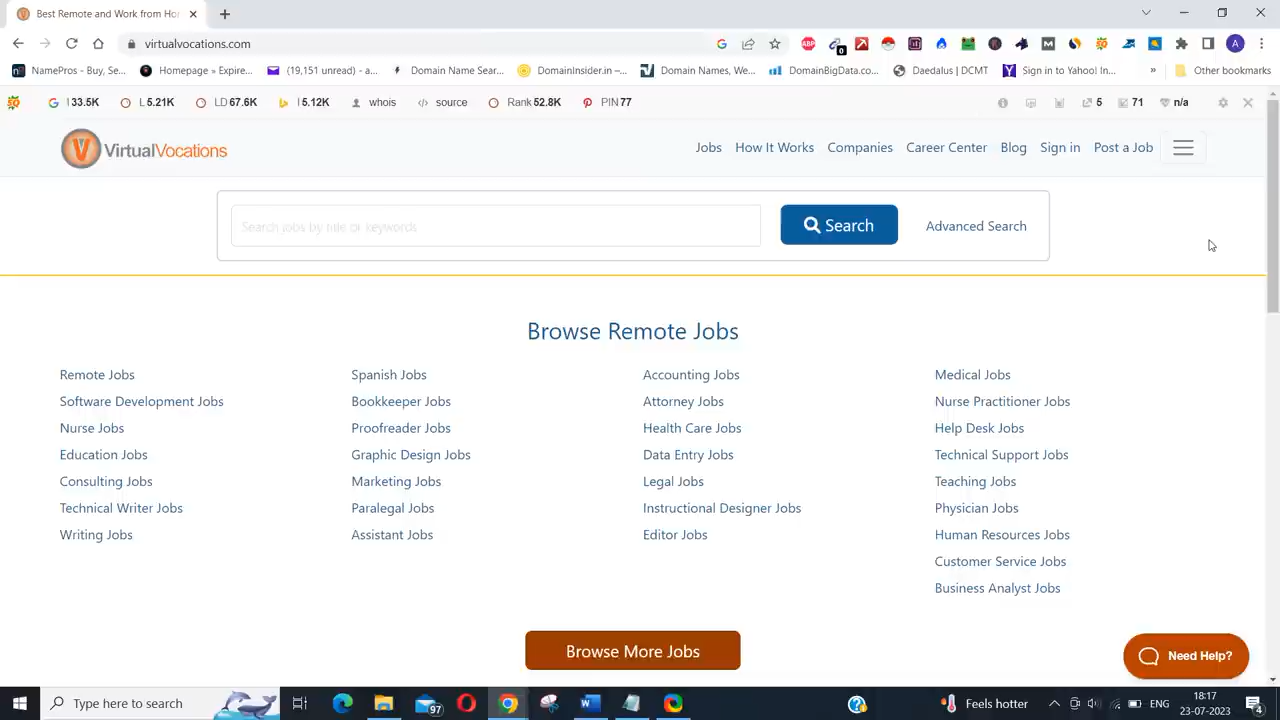 Best Remote and Work from Hor
virtualvocations.com
ABP
0
A
NamePros - Buy, Se...
Homepage » Expire...
(19,151 unread) - a...
Domain Name Sear...
DomainInsider.in –...
Domain Names, We...
DomainBigData.co...
Daedalus | DCMT
Sign in to Yahoo! In...
»
Other bookmarks
I 33.5K
L 5.21K
LD 67.6K
I 5.12K
whois
source
Rank 52.8K
PIN 77
5
71
n/a
VirtualVocations
Jobs
How It Works
Companies
Career Center
Blog
Sign in
Post a Job
Search jobs by title or keywords
Search
Advanced Search
Browse Remote Jobs
Remote Jobs
Software Development Jobs
Nurse Jobs
Education Jobs
Consulting Jobs
Technical Writer Jobs
Writing Jobs
Spanish Jobs
Bookkeeper Jobs
Proofreader Jobs
Graphic Design Jobs
Marketing Jobs
Paralegal Jobs
Assistant Jobs
Accounting Jobs
Attorney Jobs
Health Care Jobs
Data Entry Jobs
Legal Jobs
Instructional Designer Jobs
Editor Jobs
Medical Jobs
Nurse Practitioner Jobs
Help Desk Jobs
Technical Support Jobs
Teaching Jobs
Physician Jobs
Human Resources Jobs
Customer Service Jobs
Business Analyst Jobs
Browse More Jobs
Need Help?
Type here to search
97
Feels hotter
ENG
18:17
23-07-2023
4